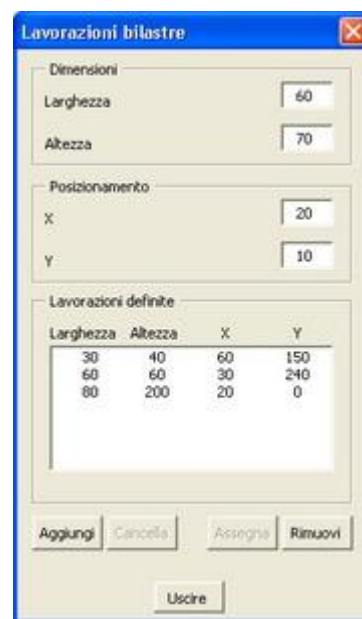 Lavorazioni bilastre
Dimensioni
Larghezza 60
Altezza 70
Posizionamento
X 20
Y 10
Lavorazioni definite
Larghezza Altezza X Y
30 40 60 150
60 60 30 240
80 200 20 0
Aggiungi Cancella Assegna Rimuovi
Uscire